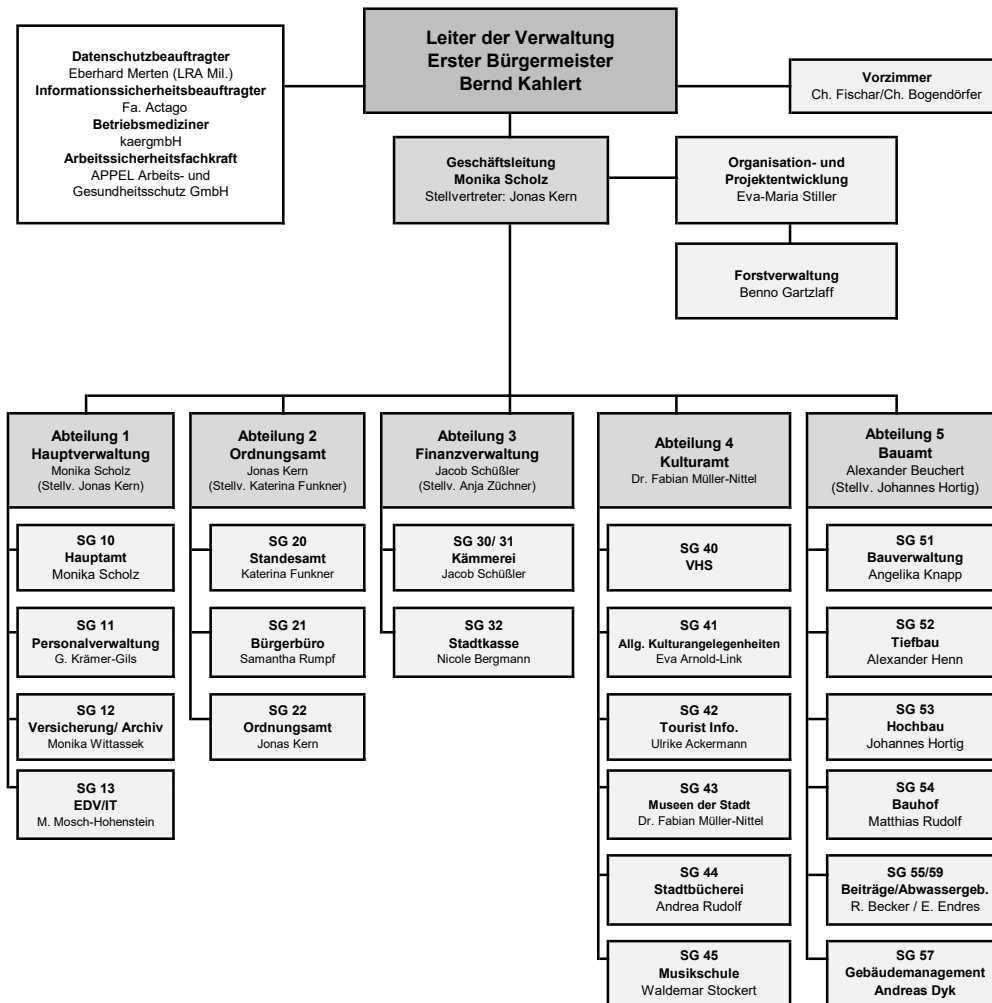 Leiter der Verwaltung
Erster Bürgermeister
Bernd Kahlert
Datenschutzbeauftragter
Eberhard Merten (LRA Mil.)
Informationssicherheitsbeauftragter
Fa. Actago
Betriebsmediziner
kaergmbH
Arbeitssicherheitsfachkraft
APPEL Arbeits- und
Gesundheitsschutz GmbH
Vorzimmer
Ch. Fischar/Ch. Bogendörfer
Geschäftsleitung
Monika Scholz
Stellvertreter: Jonas Kern
Organisation- und
Projektentwicklung
Eva-Maria Stiller
Forstverwaltung
Benno Gartzlaff
Abteilung 1
Hauptverwaltung
Monika Scholz
(Stellv. Jonas Kern)
SG 10
Hauptamt
Monika Scholz
SG 11
Personalverwaltung
G. Krämer-Gils
SG 12
Versicherung/ Archiv
Monika Wittassek
SG 13
EDV/IT
M. Mosch-Hohenstein
Abteilung 2
Ordnungsamt
Jonas Kern
(Stellv. Katerina Funkner)
SG 20
Standesamt
Katerina Funkner
SG 21
Bürgerbüro
Samantha Rumpf
SG 22
Ordnungsamt
Jonas Kern
Abteilung 3
Finanzverwaltung
Jacob Schüßler
(Stellv. Anja Züchner)
SG 30/ 31
Kämmerei
Jacob Schüßler
SG 32
Stadtkasse
Nicole Bergmann
Abteilung 4
Kulturamt
Dr. Fabian Müller-Nittel
SG 40
VHS
SG 41
Allg. Kulturangelegenheiten
Eva Arnold-Link
SG 42
Tourist Info.
Ulrike Ackermann
SG 43
Museen der Stadt
Dr. Fabian Müller-Nittel
SG 44
Stadtbücherei
Andrea Rudolf
SG 45
Musikschule
Waldemar Stockert
Abteilung 5
Bauamt
Alexander Beuchert
(Stellv. Johannes Hortig)
SG 51
Bauverwaltung
Angelika Knapp
SG 52
Tiefbau
Alexander Henn
SG 53
Hochbau
Johannes Hortig
SG 54
Bauhof
Matthias Rudolf
SG 55/59
Beiträge/Abwassergeb.
R. Becker / E. Endres
SG 57
Gebäudemanagement
Andreas Dyk